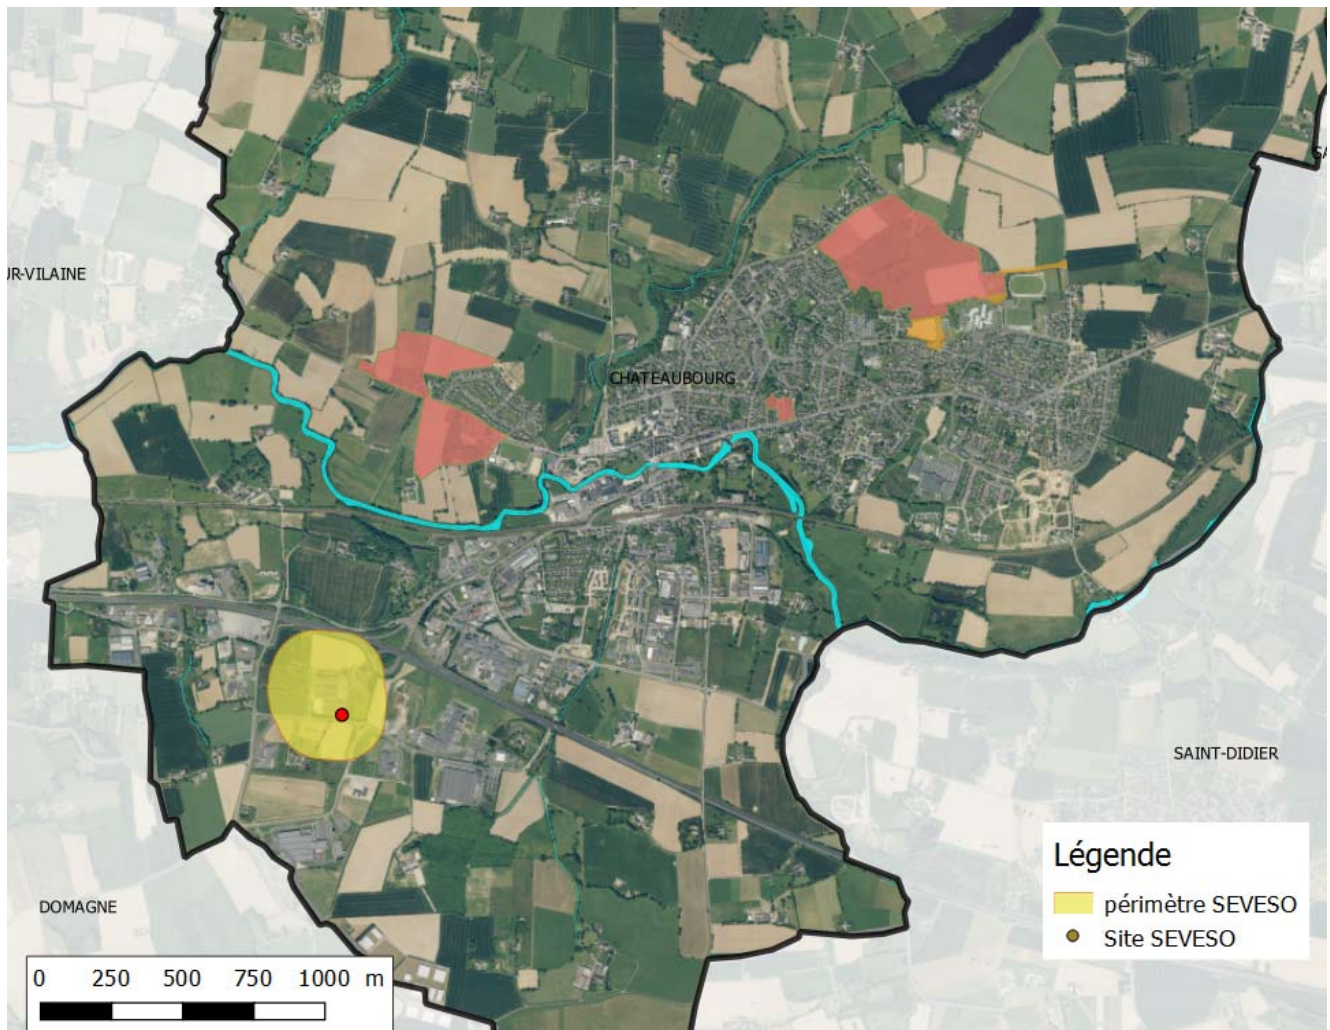 UR-VILAINE
CHATEAUBOURG
SAINT-DIDIER
DOMAGNE
Légende
périmètre SEVESO
Site SEVESO
0 250 500 750 1000 m